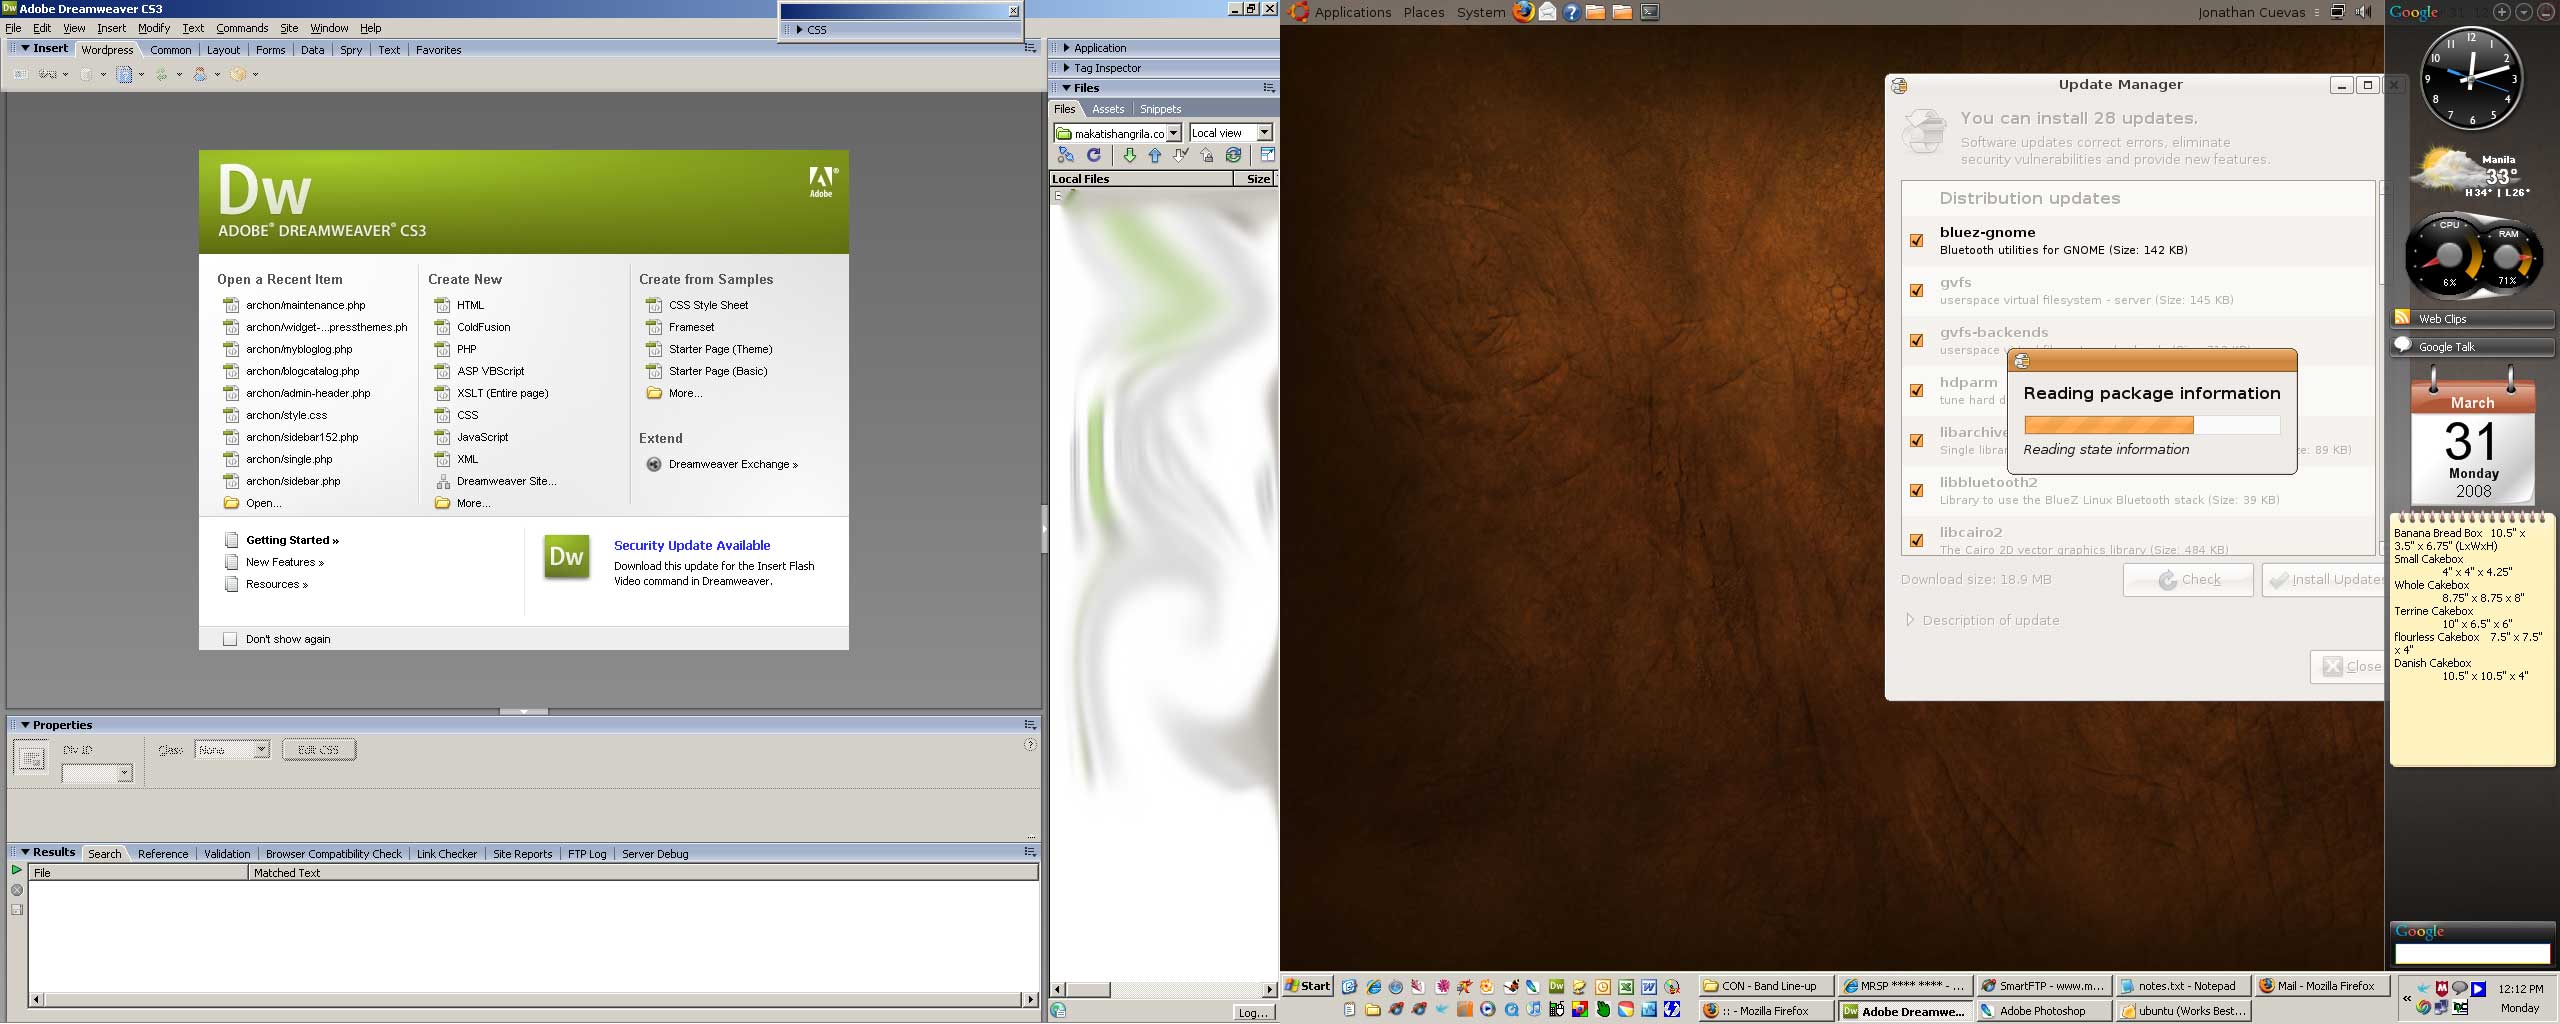 Adobe Dreamweaver CS3
File Edit View Insert Modify Text Commands Site Window Help
CSS
Insert Wordpress Common Layout Forms Data Spry Text Favorites
Dw
ADOBE® DREAMWEAVER® CS3
Adobe
Open a Recent Item
archon/maintenance.php
archon/widget-...pressthemes.ph
archon/mybloglog.php
archon/blogcatalog.php
archon/admin-header.php
archon/style.css
archon/sidebar152.php
archon/single.php
archon/sidebar.php
Open...
Create New
HTML
ColdFusion
PHP
ASP VBScript
XSLT (Entire page)
CSS
JavaScript
XML
Dreamweaver Site...
More...
Create from Samples
CSS Style Sheet
Frameset
Starter Page (Theme)
Starter Page (Basic)
More...
Extend
Dreamweaver Exchange »
Getting Started »
New Features »
Resources »
Dw
Security Update Available
Download this update for the Insert Flash
Video command in Dreamweaver.
Don't show again
Properties
Div ID
Class None Edit CSS
Results Search Reference Validation Browser Compatibility Check Link Checker Site Reports FTP Log Server Debug
File Matched Text
Application
Tag Inspector
Files
Files Assets Snippets
makatishangrila.co Local view
Local Files Size
Log...
Applications Places System
Jonathan Cuevas
Update Manager
You can install 28 updates.
Software updates correct errors, eliminate
security vulnerabilities and provide new features.
Distribution updates
bluez-gnome
Bluetooth utilities for GNOME (Size: 142 KB)
gvfs
userspace virtual filesystem - server (Size: 145 KB)
gvfs-backends
userspace
hdparm
tune hard d
libarchive
Single librar ze: 89 KB)
libbluetooth2
Library to use the BlueZ Linux Bluetooth stack (Size: 39 KB)
libcairo2
The Cairo 2D vector graphics library (Size: 484 KB)
Reading package information
Reading state information
Download size: 18.9 MB
Check
Install Updates
Description of update
Close
Google
12 1 2 3 4 5 6 7 8 9 10 11
Manila
33°
H 34° | L 26°
CPU
6%
RAM
71%
Web Clips
Google Talk
March
31
Monday
2008
Banana Bread Box 10.5" x
3.5" x 6.75" (LxWxH)
Small Cakebox
4" x 4" x 4.25"
Whole Cakebox
8.75" x 8.75 x 8"
Terrine Cakebox
10" x 6.5" x 6"
flourless Cakebox 7.5" x 7.5"
x 4"
Danish Cakebox
10.5" x 10.5" x 4"
Google
Start
CON - Band Line-up
MRSP **** **** - ...
SmartFTP - www.m...
notes.txt - Notepad
Mail - Mozilla Firefox
:: - Mozilla Firefox
Adobe Dreamwe...
Adobe Photoshop
ubuntu (Works Best...
12:12 PM
Monday